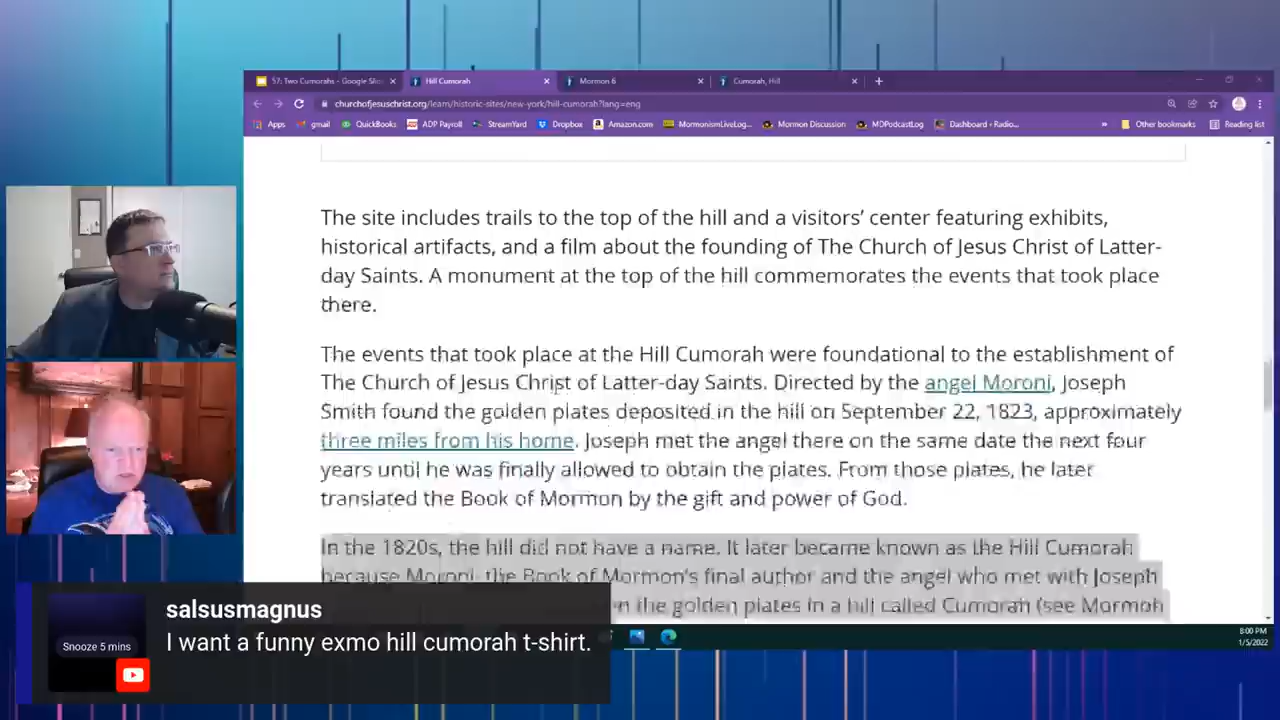 57: Two Cumorahs - Google Slid
Hill Cumorah
Mormon 6
Cumorah, Hill
churchofjesuschrist.org/learn/historic-sites/new-york/hill-cumorah?lang=eng
Apps gmail QuickBooks ADP Payroll StreamYard Dropbox Amazon.com MormonismLiveLog... Mormon Discussion MDPodcastLog Dashboard ‹ Radio... » Other bookmarks Reading list
The site includes trails to the top of the hill and a visitors’ center featuring exhibits,
historical artifacts, and a film about the founding of The Church of Jesus Christ of Latter-
day Saints. A monument at the top of the hill commemorates the events that took place
there.
The events that took place at the Hill Cumorah were foundational to the establishment of
The Church of Jesus Christ of Latter-day Saints. Directed by the angel Moroni, Joseph
Smith found the golden plates deposited in the hill on September 22, 1823, approximately
three miles from his home. Joseph met the angel there on the same date the next four
years until he was finally allowed to obtain the plates. From those plates, he later
translated the Book of Mormon by the gift and power of God.
In the 1820s, the hill did not have a name. It later became known as the Hill Cumorah
because Moroni, the Book of Mormon’s final author and the angel who met with Joseph
n the golden plates in a hill called Cumorah (see Mormon
salsusmagnus
I want a funny exmo hill cumorah t-shirt.
Snooze 5 mins
8:00 PM
1/5/2022